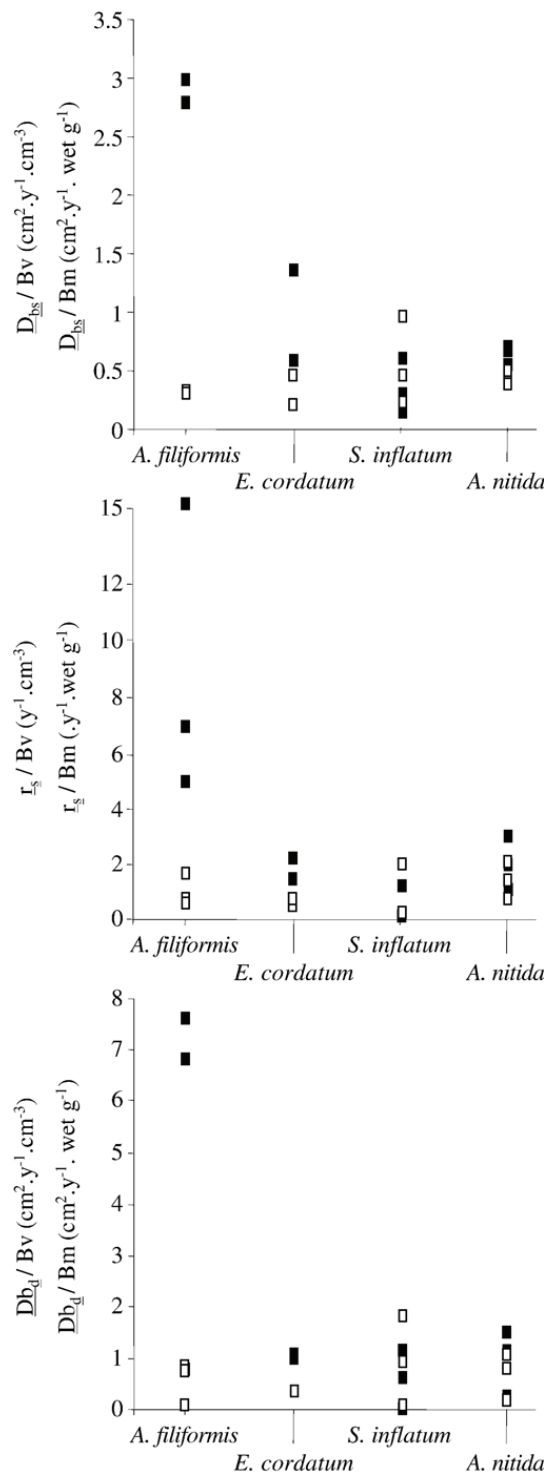 3.5
3
2.5
2
1.5
1
0.5
0
D_bs / Bv (cm².y⁻¹.cm⁻³)
D_bs / Bm (cm².y⁻¹. wet g⁻¹)
A. filiformis
S. inflatum
E. cordatum
A. nitida
15
12
10
8
6
4
2
0
r_s / Bv (y⁻¹.cm⁻³)
r_s / Bm (.y⁻¹.wet g⁻¹)
A. filiformis
S. inflatum
E. cordatum
A. nitida
8
7
6
5
4
3
2
1
0
Db_d / Bv (cm².y⁻¹.cm⁻³)
Db_d / Bm (cm².y⁻¹. wet g⁻¹)
A. filiformis
S. inflatum
E. cordatum
A. nitida